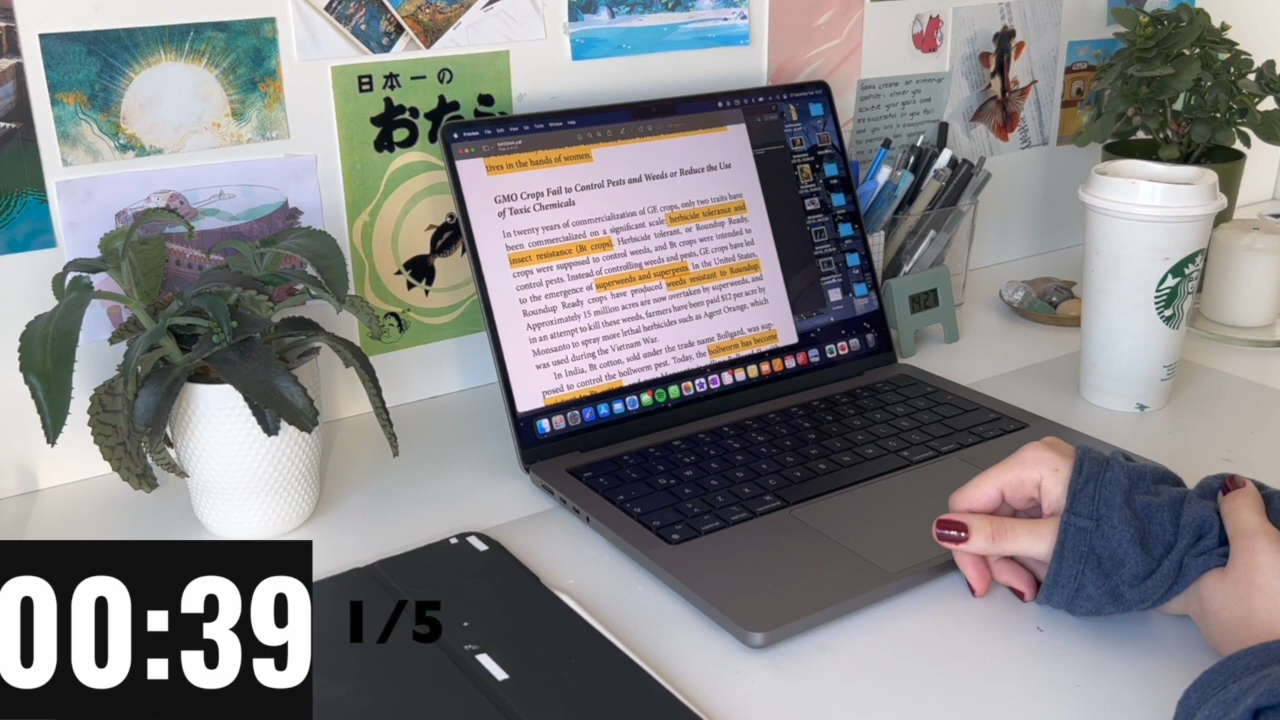 日本一の
おなら
tives in the hands of women.
GMO Crops Fail to Control Pests and Weeds or Reduce the Use
of Toxic Chemicals
In twenty years of commercialization of GE crops, only two traits have
been commercialized on a significant scale: herbicide tolerance and
insect resistance (Bt crops). Herbicide tolerant, or Roundup Ready,
crops were supposed to control weeds, and Bt crops were intended to
control pests. Instead of controlling weeds and pests, GE crops have led
to the emergence of superweeds and superpests. In the United States,
Roundup Ready crops have produced weeds resistant to Roundup.
Approximately 15 million acres are now overtaken by superweeds, and
in an attempt to kill these weeds, farmers have been paid $12 per acre by
Monsanto to spray more lethal herbicides such as Agent Orange, which
was used during the Vietnam War.
In India, Bt cotton, sold under the trade name Bollgard, was sup-
posed to control the bollworm pest. Today, the bollworm has become
00:39
1/5